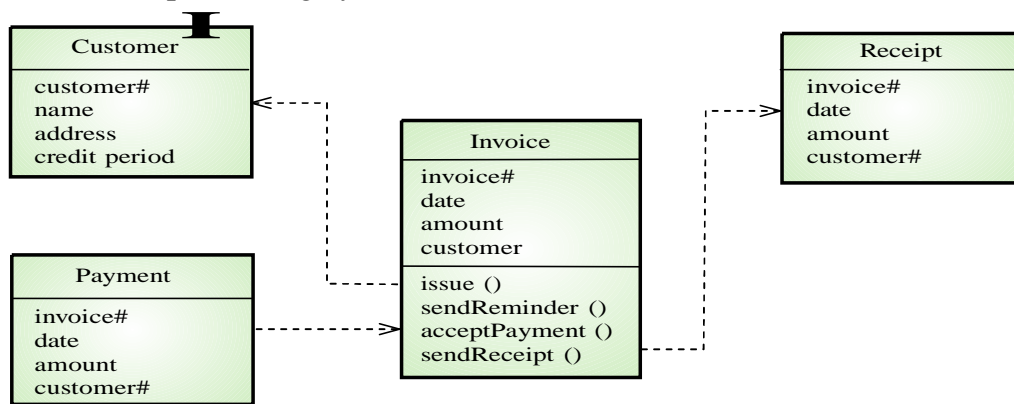 I
Customer
customer#
name
address
credit period
Invoice
invoice#
date
amount
customer
issue ()
sendReminder ()
acceptPayment ()
sendReceipt ()
Receipt
invoice#
date
amount
customer#
Payment
invoice#
date
amount
customer#